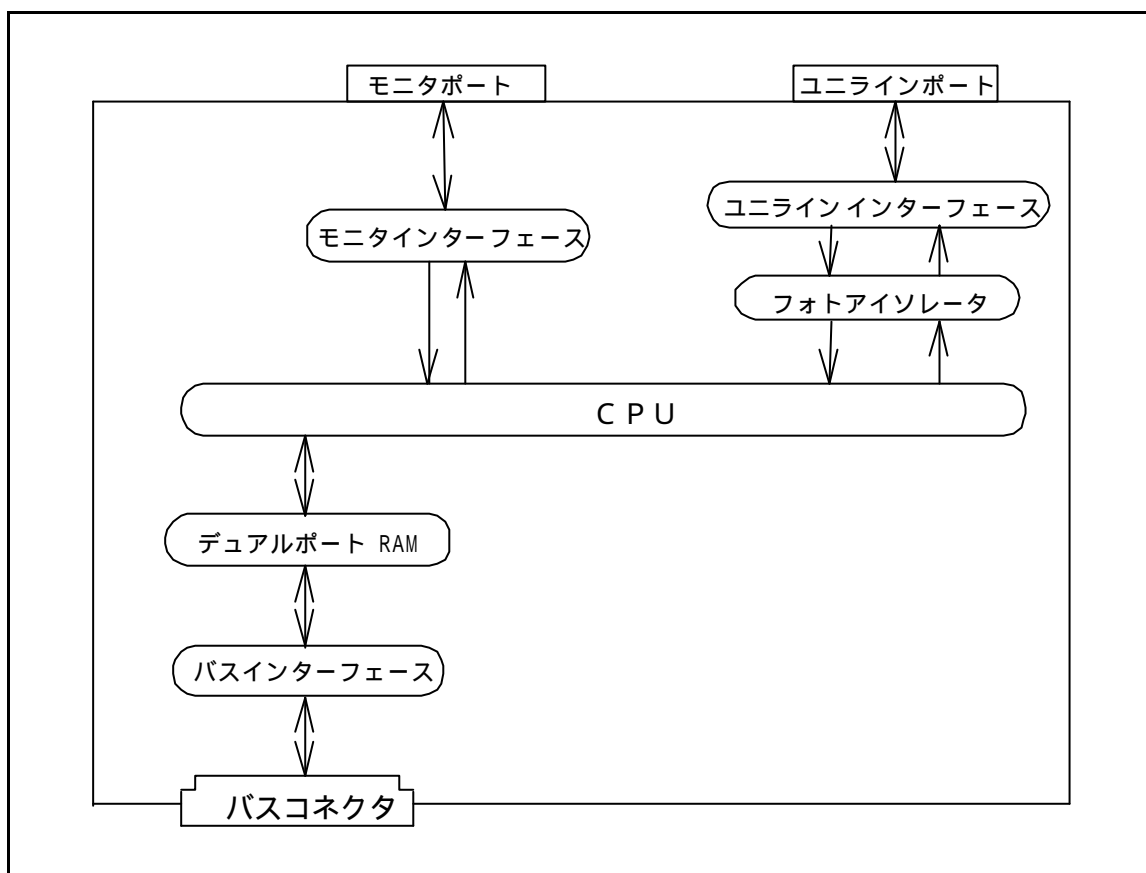 モニタポート
ユニラインポート
ユニラインインターフェース
モニタインターフェース
フォトアイソレータ
ＣＰＵ
デュアルポート RAM
バスインターフェース
バスコネクタ